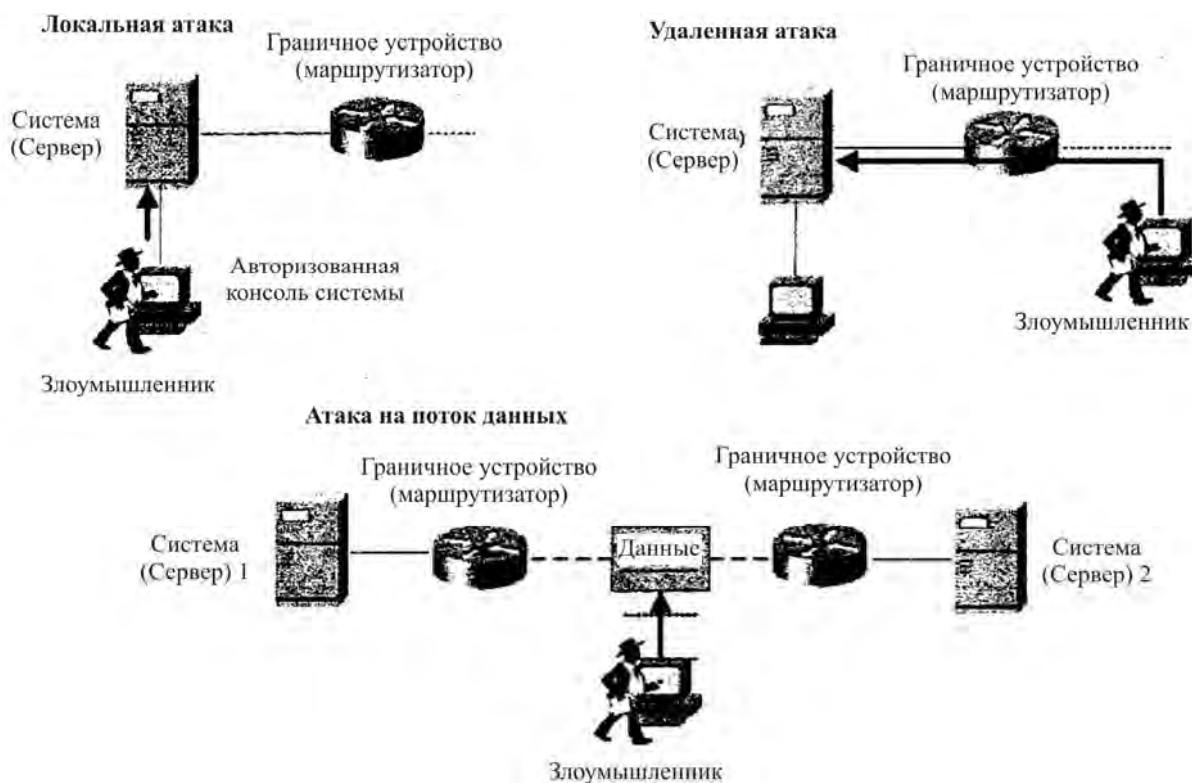 Локальная атака
Граничное устройство
(маршрутизатор)
Система
(Сервер)
Авторизованная
консоль системы
Злоумышленник
Удаленная атака
Граничное устройство
(маршрутизатор)
Система
(Сервер)
Злоумышленник
Атака на поток данных
Граничное устройство
(маршрутизатор)
Граничное устройство
(маршрутизатор)
Система
(Сервер) 1
Данные
Система
(Сервер) 2
Злоумышленник